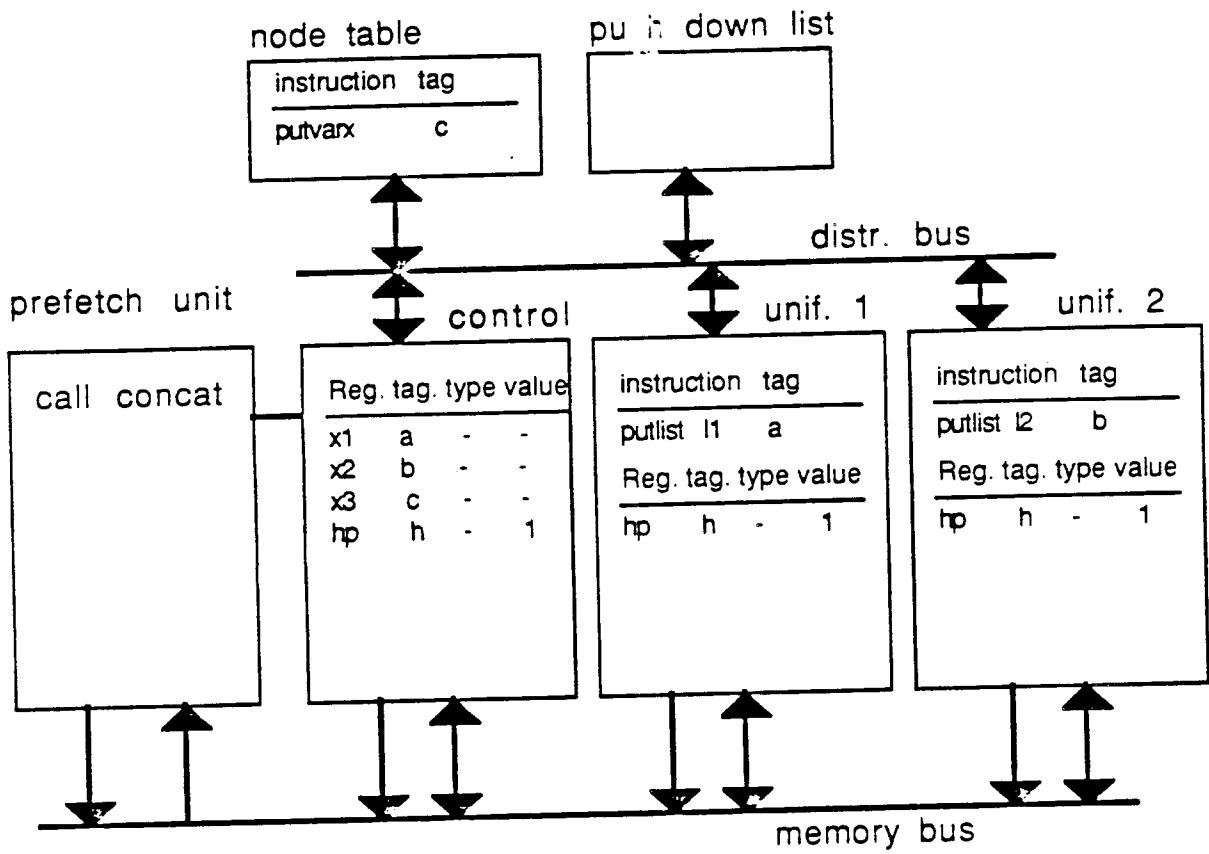 node table
pu h down list
instruction tag
putvarx c
distr. bus
prefetch unit
control
unif. 1
unif. 2
call concat
Reg. tag. type value
x1 a - -
x2 b - -
x3 c - -
hp h - 1
instruction tag
putlist l1 a
Reg. tag. type value
hp h - 1
instruction tag
putlist l2 b
Reg. tag. type value
hp h - 1
memory bus